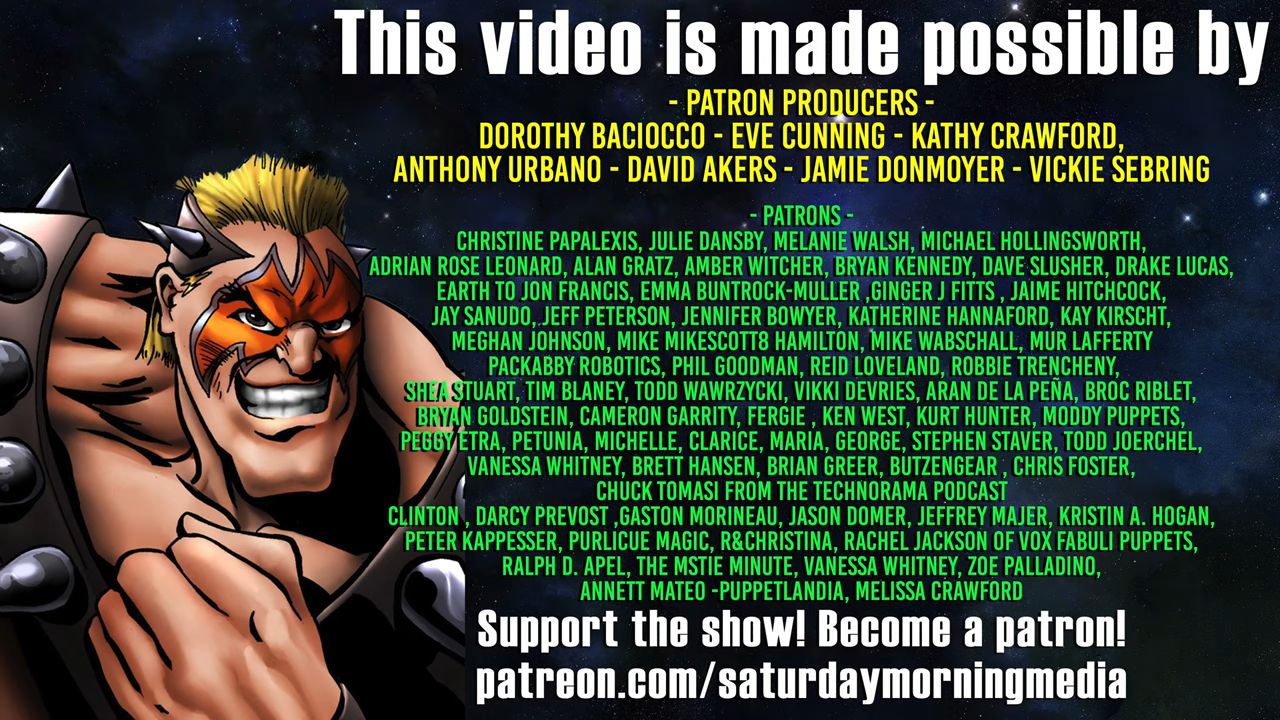 This video is made possible by
- PATRON PRODUCERS -
DOROTHY BACIOCCO - EVE CUNNING - KATHY CRAWFORD,
ANTHONY URBANO - DAVID AKERS - JAMIE DONMOYER - VICKIE SEBRING
- PATRONS -
CHRISTINE PAPALEXIS, JULIE DANSBY, MELANIE WALSH, MICHAEL HOLLINGSWORTH,
ADRIAN ROSE LEONARD, ALAN GRATZ, AMBER WITCHER, BRYAN KENNEDY, DAVE SLUSHER, DRAKE LUCAS,
EARTH TO JON FRANCIS, EMMA BUNTROCK-MULLER ,GINGER J FITTS , JAIME HITCHCOCK,
JAY SANUDO, JEFF PETERSON, JENNIFER BOWYER, KATHERINE HANNAFORD, KAY KIRSCHT,
MEGHAN JOHNSON, MIKE MIKESCOTT8 HAMILTON, MIKE WABSCHALL, MUR LAFFERTY
PACKABBY ROBOTICS, PHIL GOODMAN, REID LOVELAND, ROBBIE TRENCHENY,
SHEA STUART, TIM BLANEY, TODD WAWRZYCKI, VIKKI DEVRIES, ARAN DE LA PEÑA, BROC RIBLET,
BRYAN GOLDSTEIN, CAMERON GARRITY, FERGIE , KEN WEST, KURT HUNTER, MODDY PUPPETS,
PEGGY ETRA, PETUNIA, MICHELLE, CLARICE, MARIA, GEORGE, STEPHEN STAVER, TODD JOERCHEL,
VANESSA WHITNEY, BRETT HANSEN, BRIAN GREER, BUTZENGEAR , CHRIS FOSTER,
CHUCK TOMASI FROM THE TECHNORAMA PODCAST
CLINTON , DARCY PREVOST ,GASTON MORINEAU, JASON DOMER, JEFFREY MAJER, KRISTIN A. HOGAN,
PETER KAPPESSER, PURLICUE MAGIC, R&CHRISTINA, RACHEL JACKSON OF VOX FABULI PUPPETS,
RALPH D. APEL, THE MSTIE MINUTE, VANESSA WHITNEY, ZOE PALLADINO,
ANNETT MATEO -PUPPETLANDIA, MELISSA CRAWFORD
Support the show! Become a patron!
patreon.com/saturdaymorningmedia